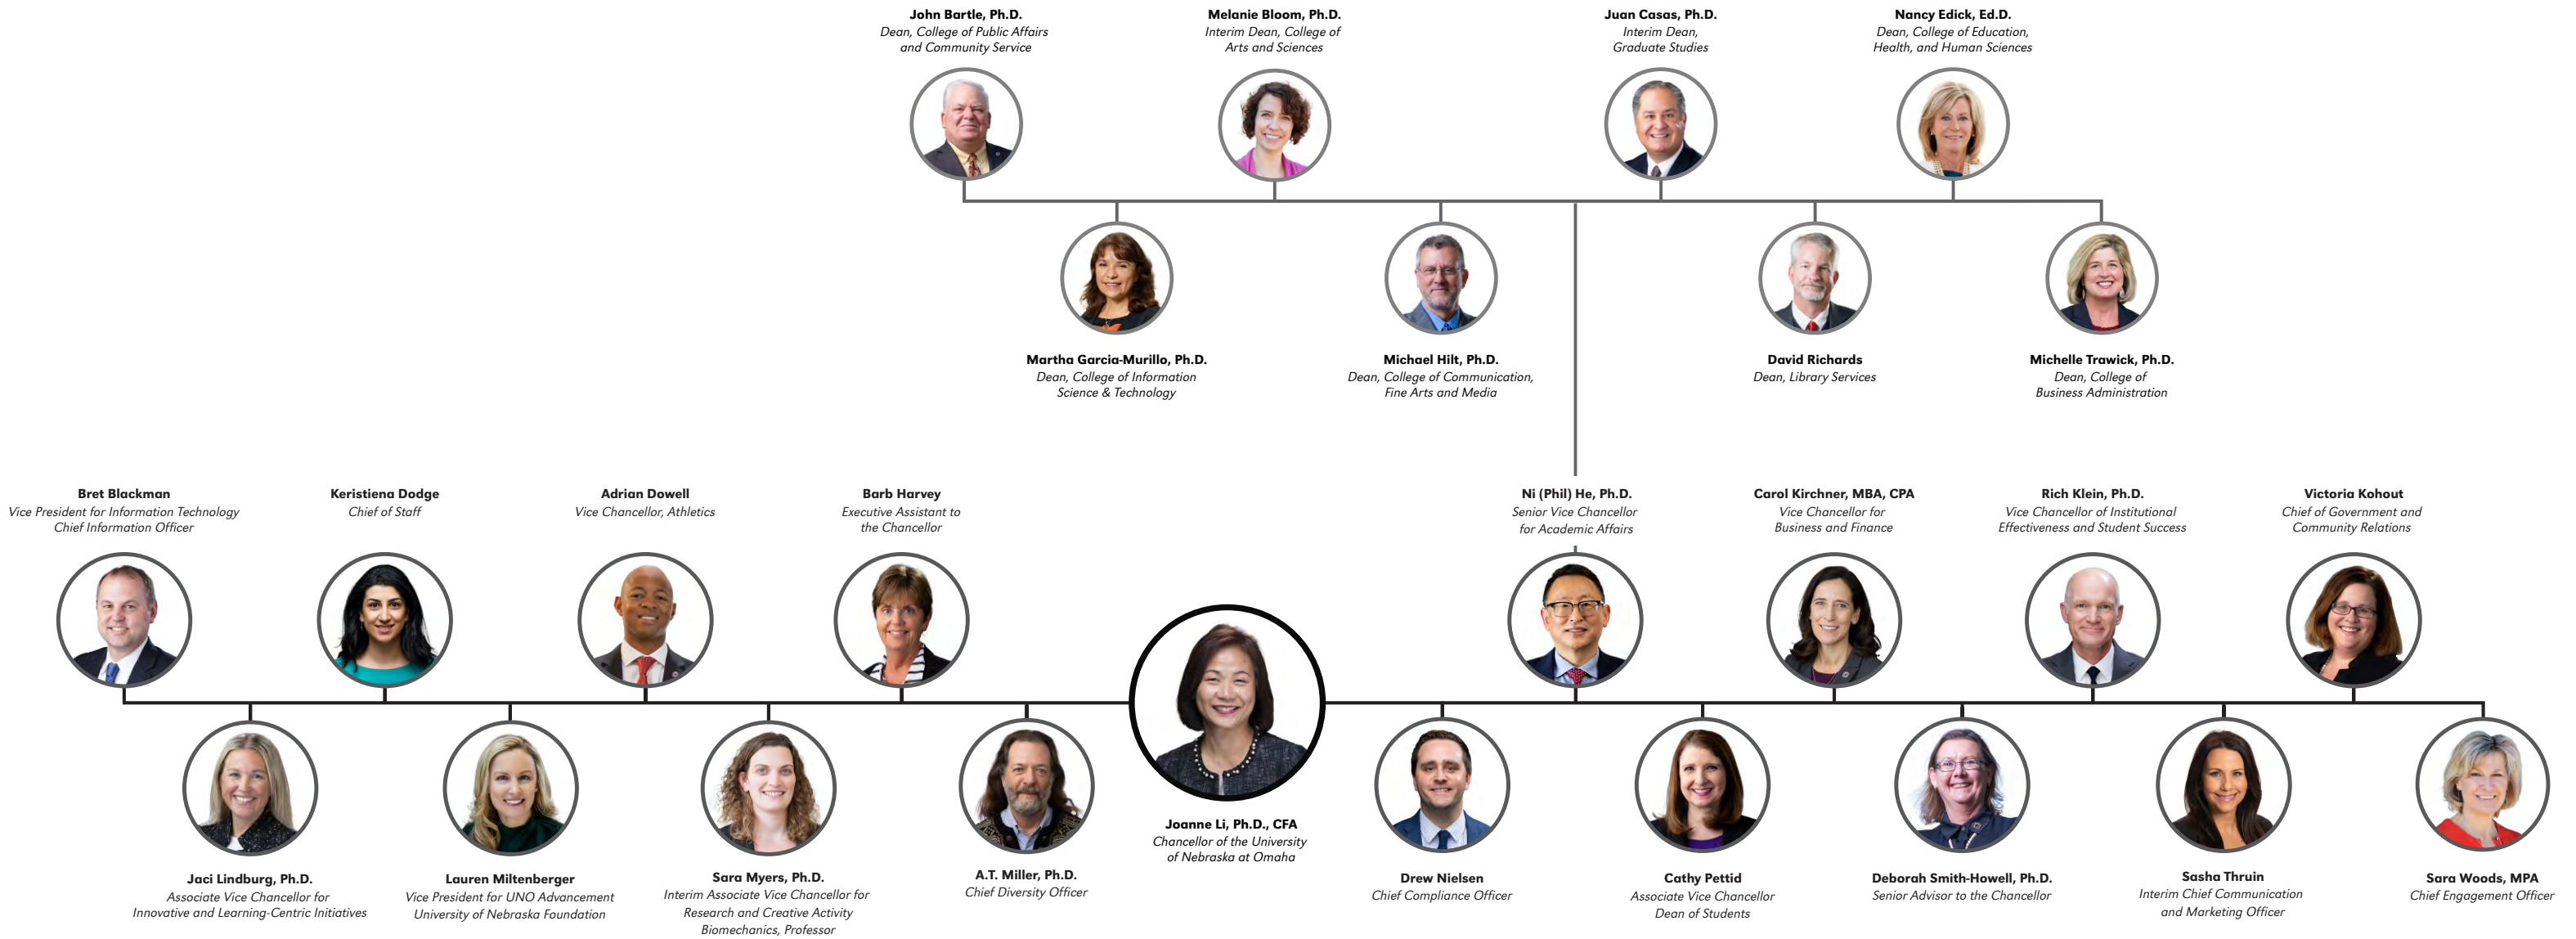 John Bartle, Ph.D.
Dean, College of Public Affairs
and Community Service
Melanie Bloom, Ph.D.
Interim Dean, College of
Arts and Sciences
Juan Casas, Ph.D.
Interim Dean,
Graduate Studies
Nancy Edick, Ed.D.
Dean, College of Education,
Health, and Human Sciences
Martha Garcia-Murillo, Ph.D.
Dean, College of Information
Science & Technology
Michael Hilt, Ph.D.
Dean, College of Communication,
Fine Arts and Media
David Richards
Dean, Library Services
Michelle Trawick, Ph.D.
Dean, College of
Business Administration
Bret Blackman
Vice President for Information Technology
Chief Information Officer
Keristiena Dodge
Chief of Staff
Adrian Dowell
Vice Chancellor, Athletics
Barb Harvey
Executive Assistant to
the Chancellor
Ni (Phil) He, Ph.D.
Senior Vice Chancellor
for Academic Affairs
Carol Kirchner, MBA, CPA
Vice Chancellor for
Business and Finance
Rich Klein, Ph.D.
Vice Chancellor of Institutional
Effectiveness and Student Success
Victoria Kohout
Chief of Government and
Community Relations
Jaci Lindburg, Ph.D.
Associate Vice Chancellor for
Innovative and Learning-Centric Initiatives
Lauren Miltenberger
Vice President for UNO Advancement
University of Nebraska Foundation
Sara Myers, Ph.D.
Interim Associate Vice Chancellor for
Research and Creative Activity
Biomechanics, Professor
A.T. Miller, Ph.D.
Chief Diversity Officer
Joanne Li, Ph.D., CFA
Chancellor of the University
of Nebraska at Omaha
Drew Nielsen
Chief Compliance Officer
Cathy Pettid
Associate Vice Chancellor
Dean of Students
Deborah Smith-Howell, Ph.D.
Senior Advisor to the Chancellor
Sasha Thruin
Interim Chief Communication
and Marketing Officer
Sara Woods, MPA
Chief Engagement Officer